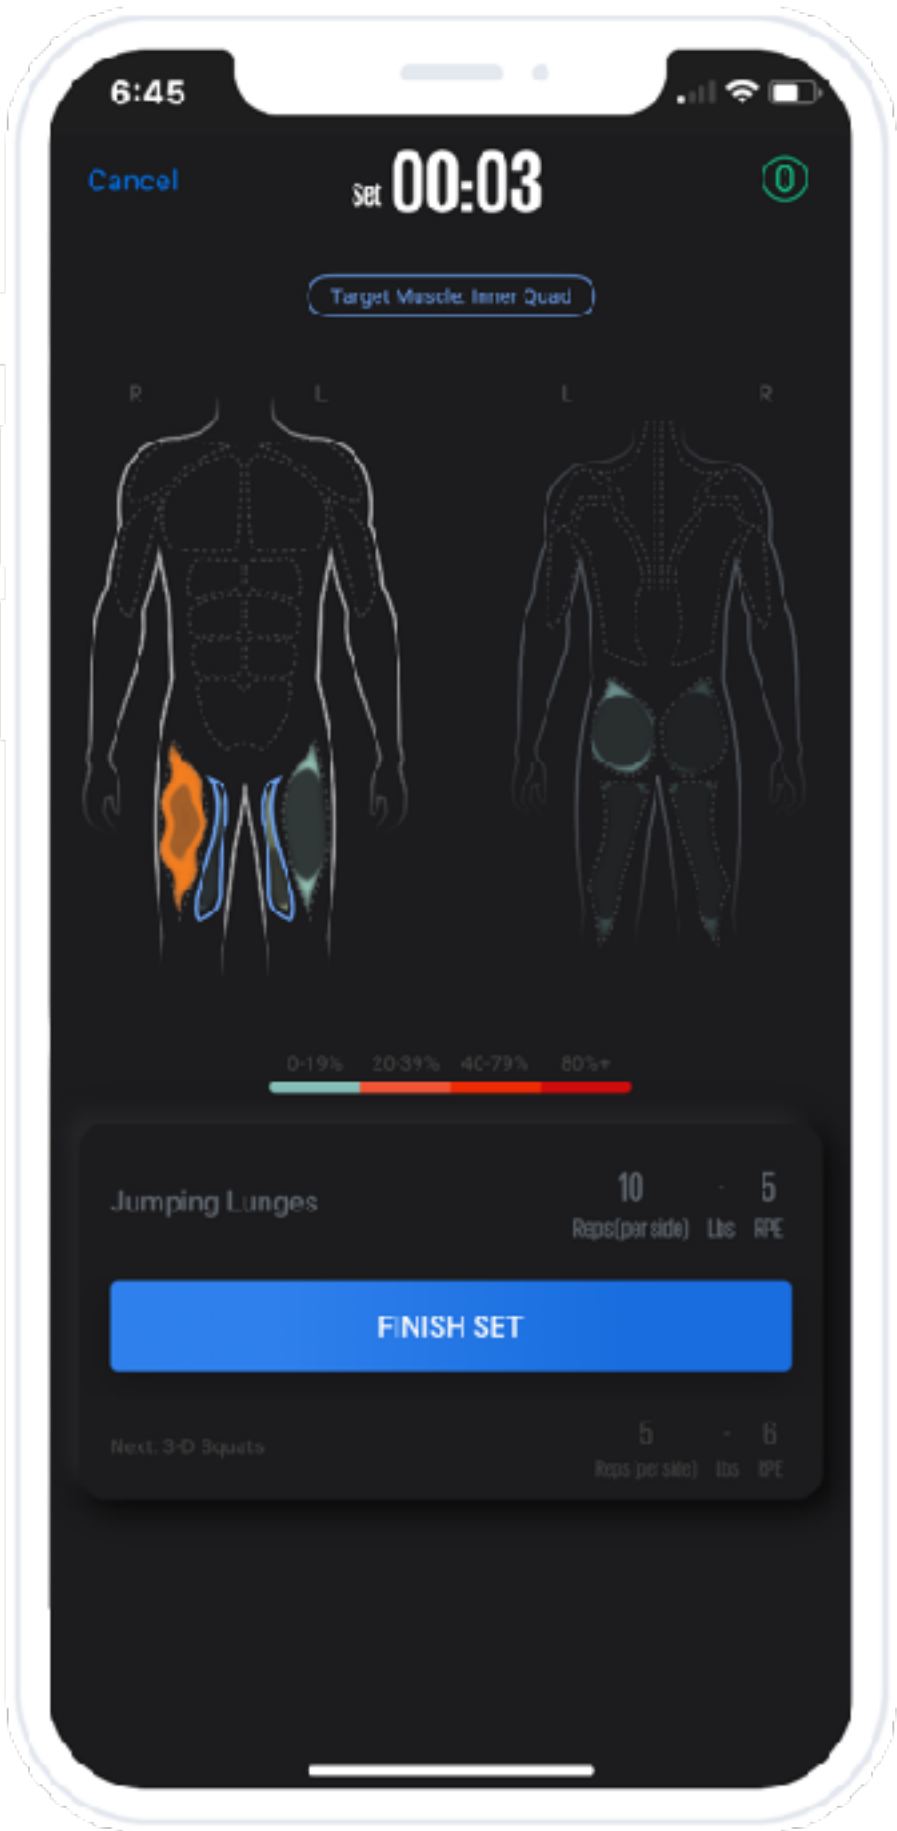 6:45
Cancel
Set 00:03
0
Target Muscle: Inner Quad
R L L R
0-19% 20-39% 40-79% 80%+
Jumping Lunges
10 - 5
Reps(per side) Lbs RPE
FINISH SET
Next: 3-D Squats
5 - 6
Reps (per side) lbs RPE